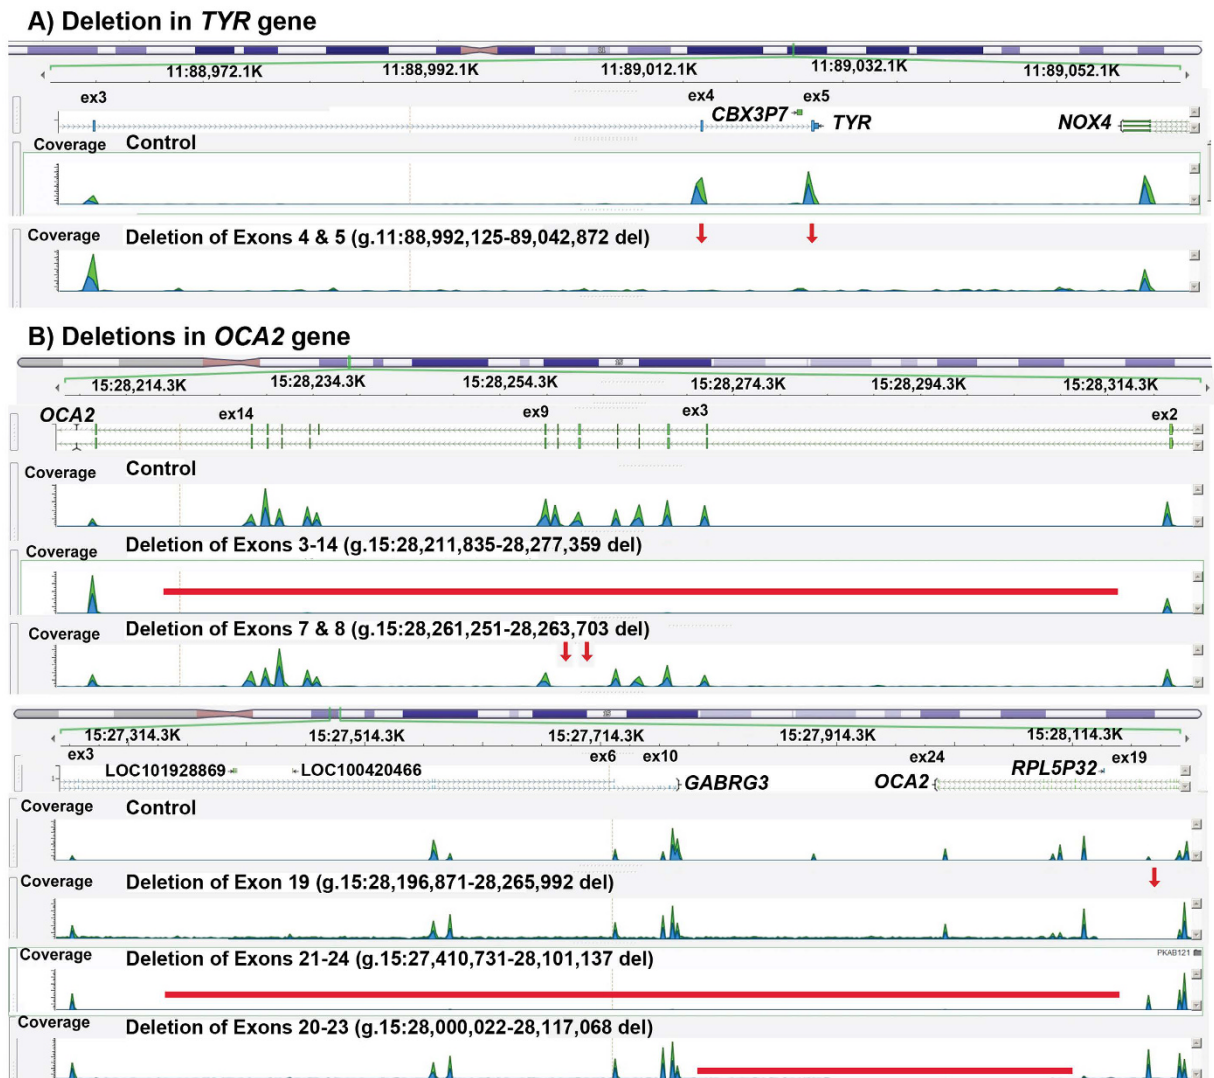 A) Deletion in TYR gene
11:88,972.1K 11:88,992.1K 11:89,012.1K 11:89,032.1K 11:89,052.1K
ex3 ex4 ex5
CBX3P7 TYR NOX4
Coverage Control
Coverage Deletion of Exons 4 & 5 (g.11:88,992,125-89,042,872 del)
B) Deletions in OCA2 gene
15:28,214.3K 15:28,234.3K 15:28,254.3K 15:28,274.3K 15:28,294.3K 15:28,314.3K
OCA2 ex14 ex9 ex3 ex2
Coverage Control
Coverage Deletion of Exons 3-14 (g.15:28,211,835-28,277,359 del)
Coverage Deletion of Exons 7 & 8 (g.15:28,261,251-28,263,703 del)
15:27,314.3K 15:27,514.3K 15:27,714.3K 15:27,914.3K 15:28,114.3K
ex3 ex6 ex10 ex24 ex19
LOC101928869 LOC100420466 GABRG3 OCA2 RPL5P32
Coverage Control
Coverage Deletion of Exon 19 (g.15:28,196,871-28,265,992 del)
Coverage Deletion of Exons 21-24 (g.15:27,410,731-28,101,137 del) PKAB121
Coverage Deletion of Exons 20-23 (g.15:28,000,022-28,117,068 del)